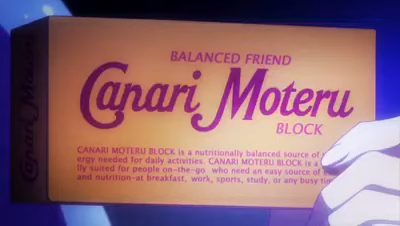 BALANCED FRIEND
Canari Moteru
BLOCK
CANARI MOTERU BLOCK is a nutritionally balanced source of
ergy needed for daily activities. CANARI MOTERU BLOCK is a
lly suited for people on-the-go who need an easy source of
and nutrition-at breakfast, work, sports, study, or any busy
Canari Moteru